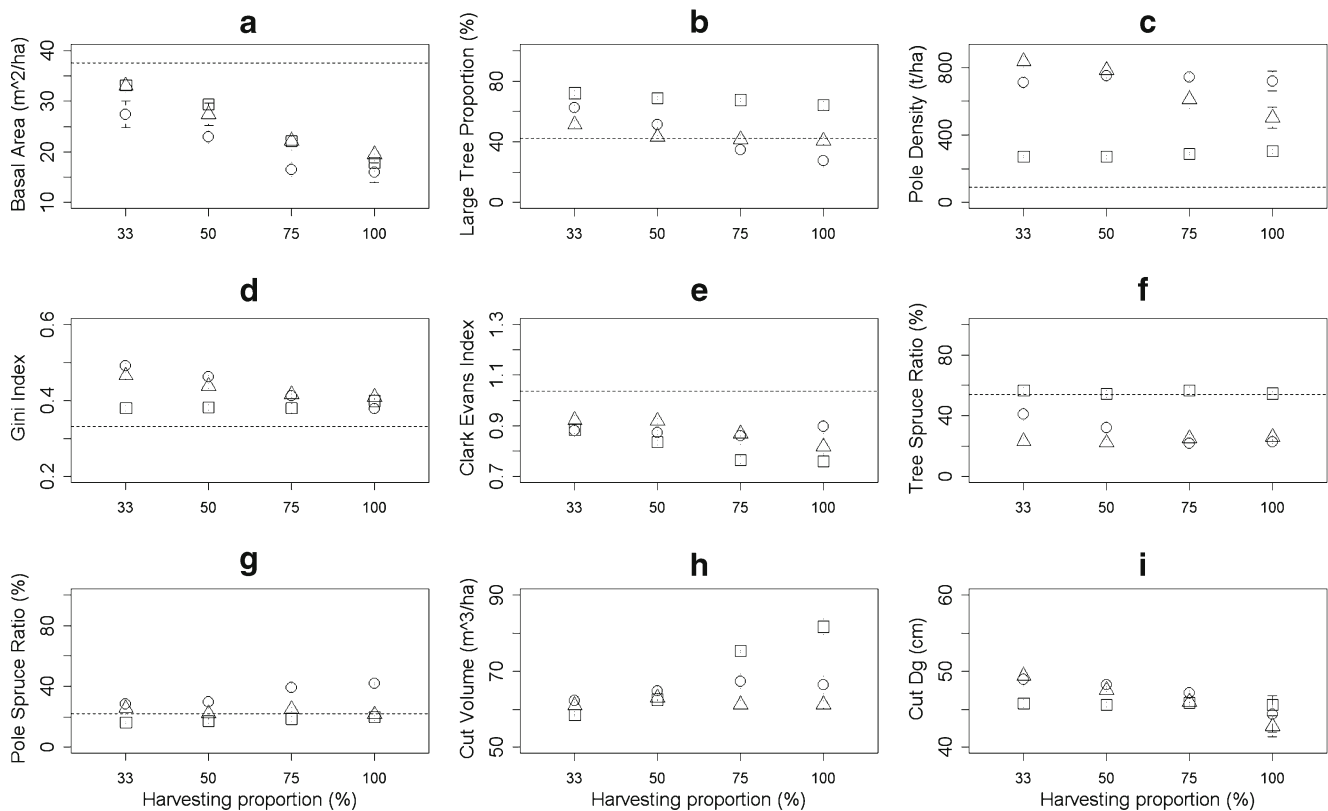 a
Basal Area (m^2/ha)
40
30
20
10
33 50 75 100
b
Large Tree Proportion (%)
80
40
0
33 50 75 100
c
Pole Density (t/ha)
800
400
0
33 50 75 100
d
Gini Index
0.6
0.4
0.2
33 50 75 100
e
Clark Evans Index
1.3
1.1
0.9
0.7
33 50 75 100
f
Tree Spruce Ratio (%)
80
40
0
33 50 75 100
g
Pole Spruce Ratio (%)
80
40
0
33 50 75 100
Harvesting proportion (%)
h
Cut Volume (m^3/ha)
90
70
50
33 50 75 100
Harvesting proportion (%)
i
Cut Dg (cm)
60
50
40
33 50 75 100
Harvesting proportion (%)